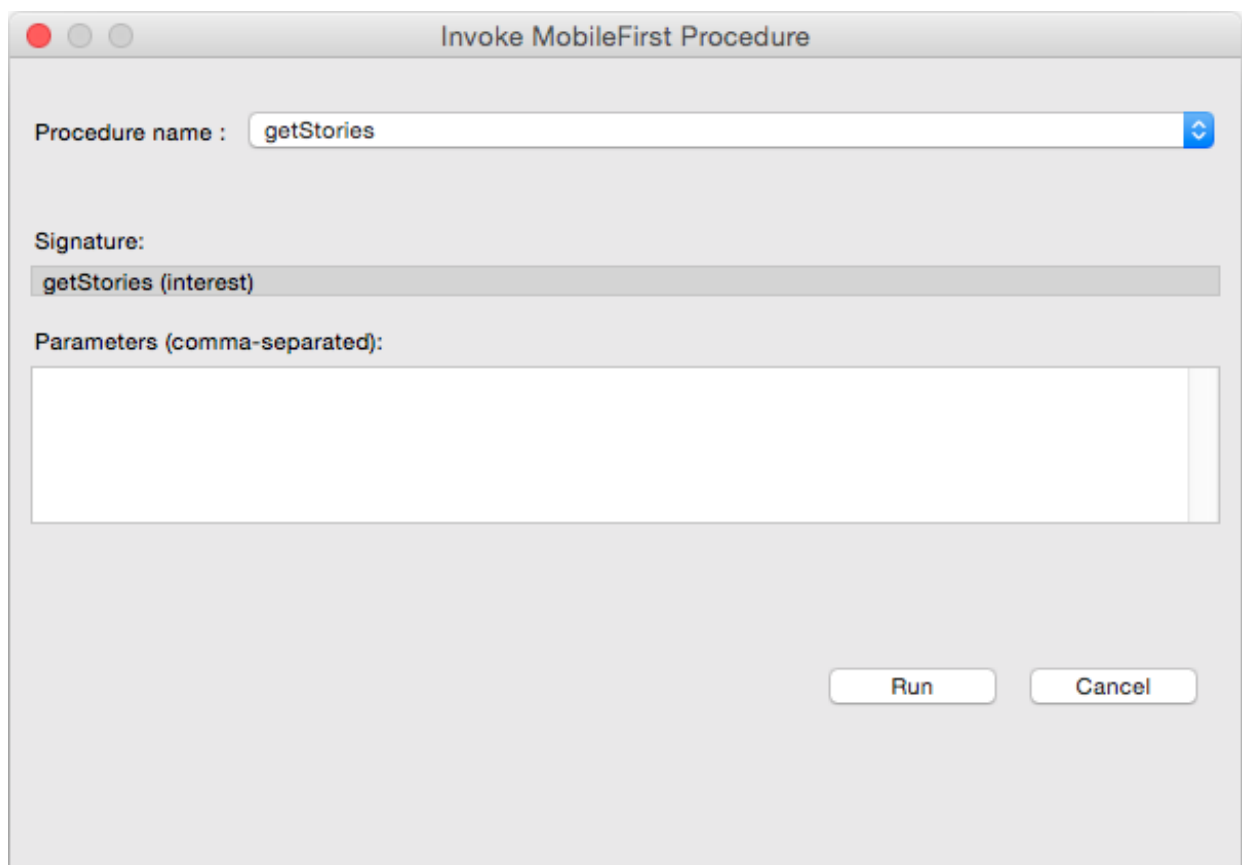 Invoke MobileFirst Procedure
Procedure name : getStories
Signature:
getStories (interest)
Parameters (comma-separated):
Run Cancel